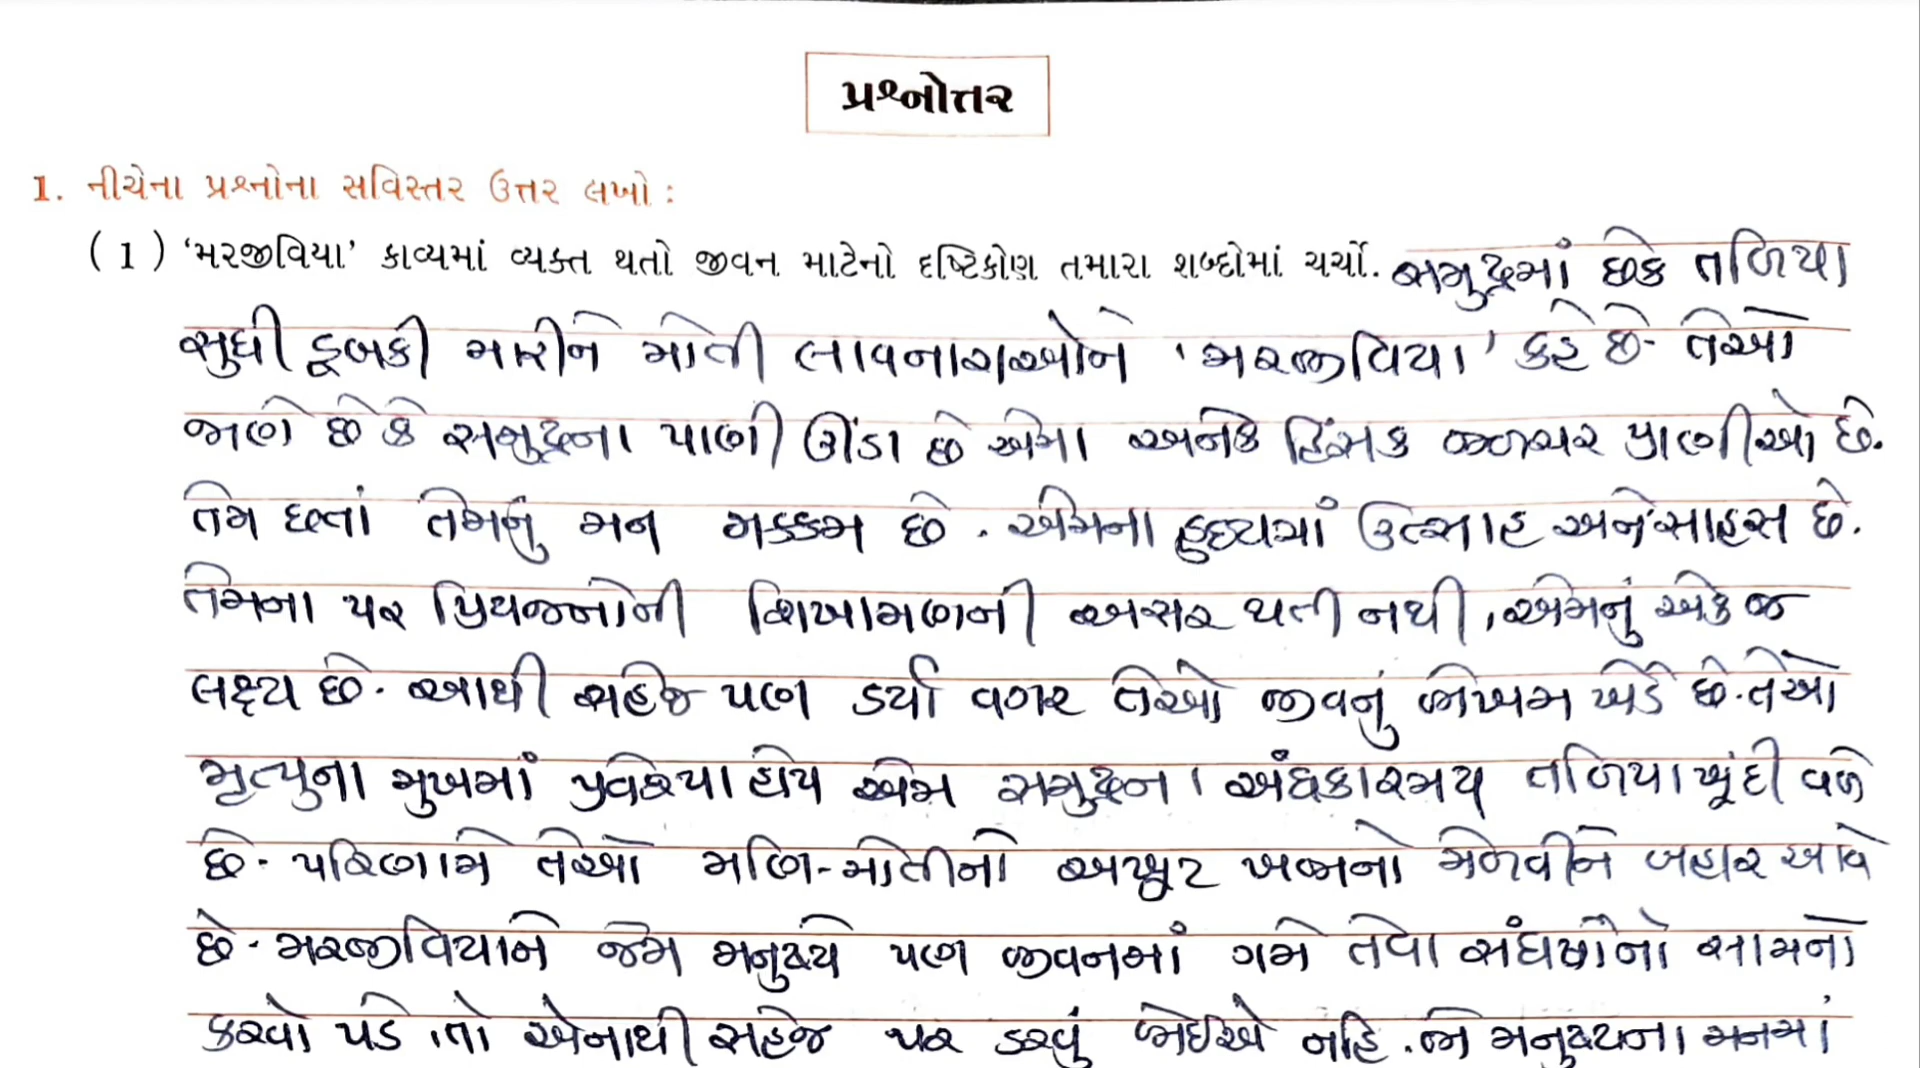 પ્રશ્નોત્તર
1. નીચેના પ્રશ્નોના સવિસ્તર ઉત્તર લખો :
(1) ‘મરજીવિયા’ કાવ્યમાં વ્યક્ત થતો જીવન માટેનો દૃષ્ટિકોણ તમારા શબ્દોમાં ચર્ચો. સમુદ્રમાં છેક તળિયા
સુધી ડૂબકી મારીને મોતી લાવનારાઓને ‘મરજીવિયા’ કહે છે. તેઓ
જાણે છે કે સમુદ્રના પાણી ઊંડા છે એમા અનેક હિંસક જળચર પ્રાણીઓ છે.
તેમ છતાં તેમનું મન મક્કમ છે. એમના હૃદયમાં ઉત્સાહ અને સાહસ છે.
તેમના પર પ્રિયજનોની શિખામણની અસર થતી નથી, એમનું એક જ
લક્ષ્ય છે. આથી સહેજ પણ ડર્યા વગર તેઓ જીવનું જોખમ ખેડે છે. તેઓ
મૃત્યુના મુખમાં પ્રવેશ્યા હોય એમ સમુદ્રના અંધકારમય તળિયા ખૂંદી વળે
છે. પરિણામે તેઓ મણિ-મોતીનો અખૂટ ખજાનો મેળવીને બહાર આવે
છે. મરજીવિયાને જેમ મનુષ્યે પણ જીવનમાં ગમે તેવા સંઘર્ષોનો સામનો
કરવો પડે, તો એનાથી સહેજ પર ડરવું જોઈએ નહિ. જો મનુષ્યના મનમાં